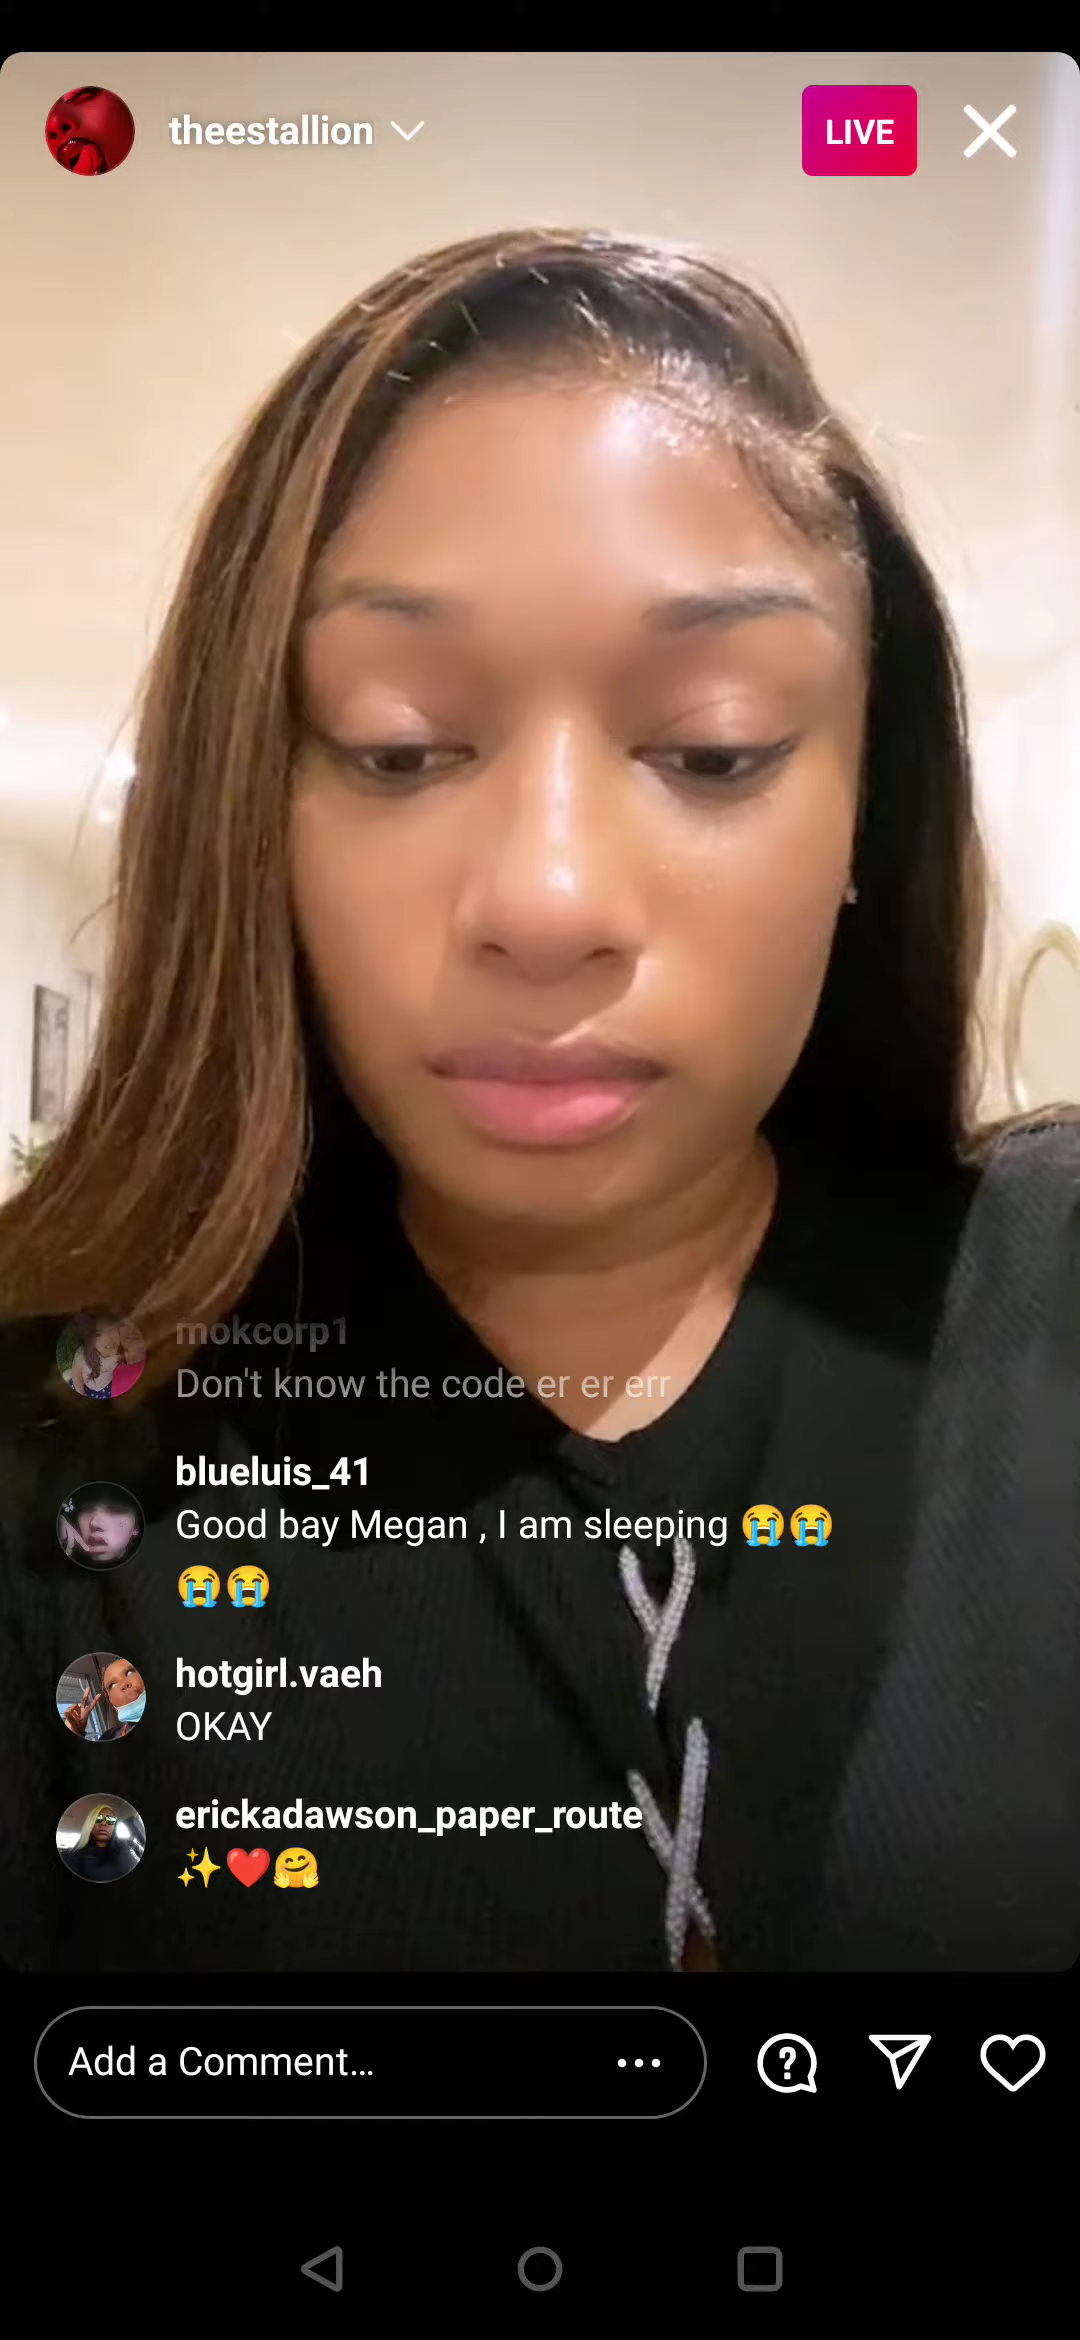 theestallion
LIVE
mokcorp1
Don't know the code er er err
blueluis_41
Good bay Megan , I am sleeping 😭😭
😭😭
hotgirl.vaeh
OKAY
erickadawson_paper_route
✨❤️🤗
Add a Comment...